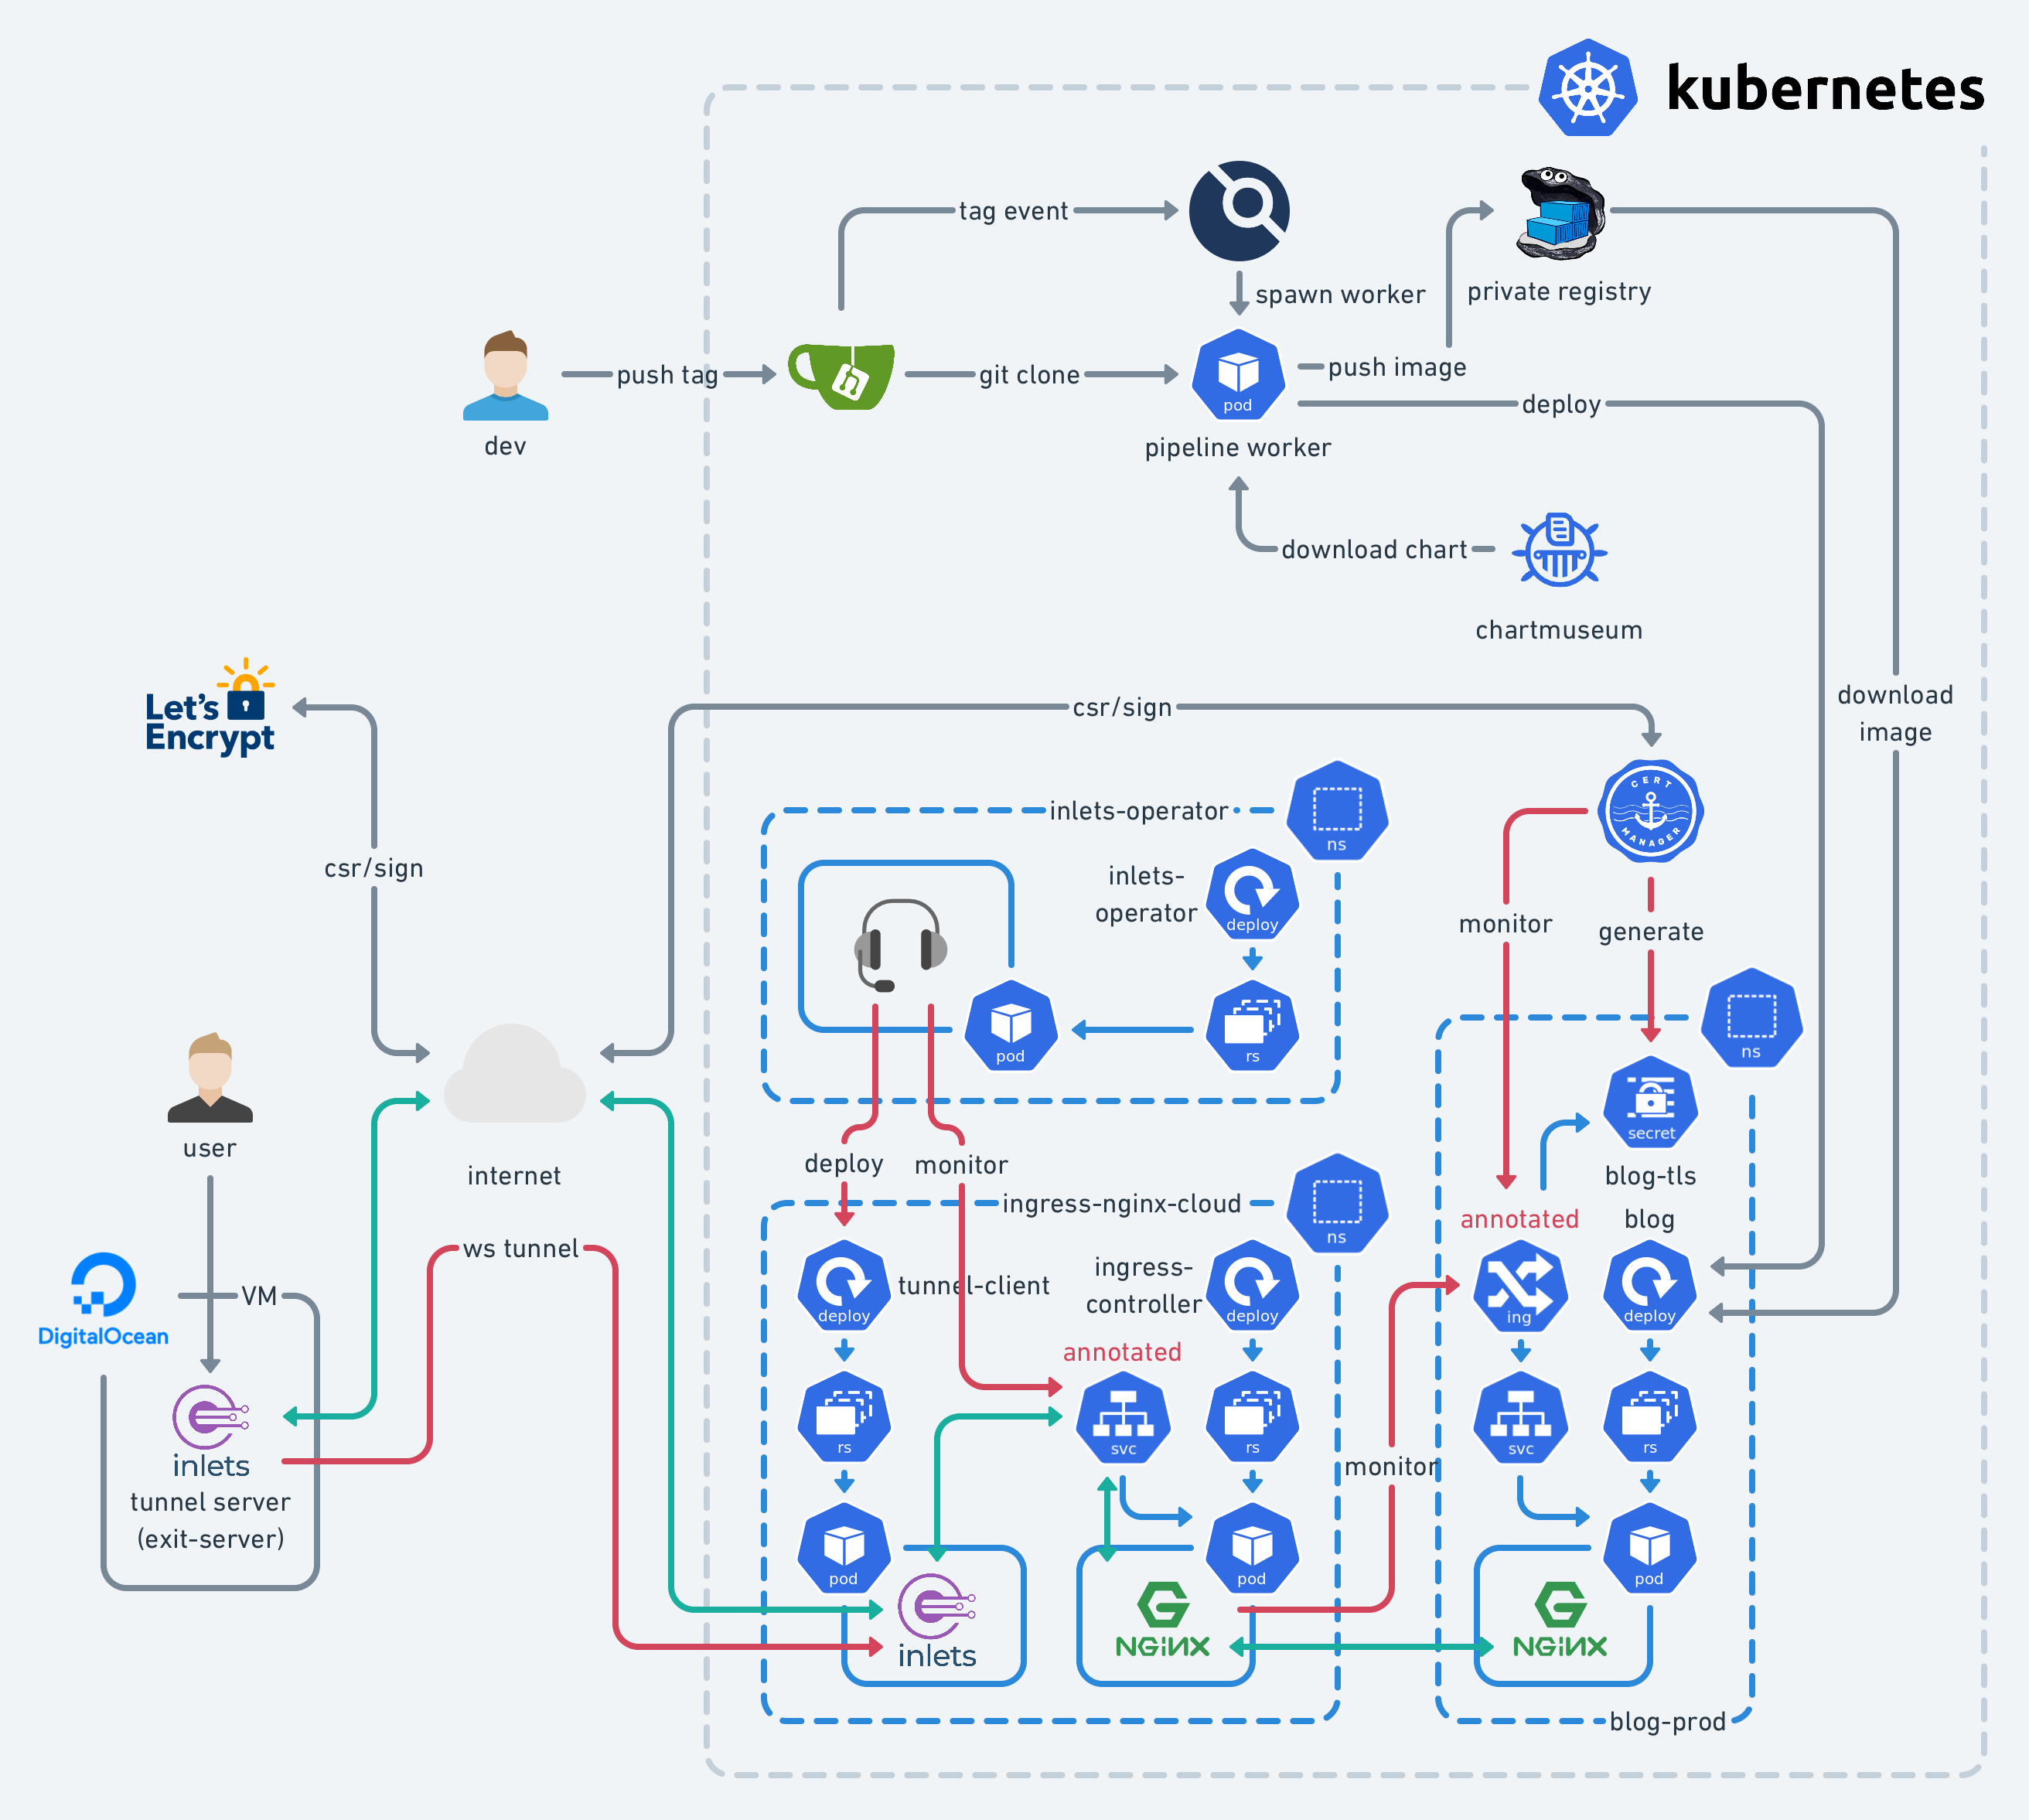 kubernetes
tag event
spawn worker
private registry
push tag
git clone
push image
pod
deploy
dev
pipeline worker
download chart
chartmuseum
Let's
Encrypt
csr/sign
download
image
csr/sign
inlets-operator
ns
CERT
MANAGER
inlets-
operator
deploy
monitor
generate
pod
rs
ns
secret
user
internet
deploy
monitor
blog-tls
ingress-nginx-cloud
ns
annotated
blog
ws tunnel
VM
DigitalOcean
deploy
tunnel-client
ingress-
controller
deploy
ing
deploy
annotated
rs
svc
rs
svc
rs
monitor
inlets
tunnel server
(exit-server)
pod
pod
pod
inlets
NGINX
NGINX
blog-prod